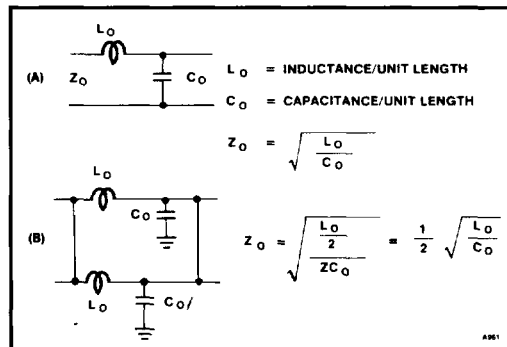 L₀
(A) Z₀ C₀
L₀ = INDUCTANCE/UNIT LENGTH
C₀ = CAPACITANCE/UNIT LENGTH
Z₀ = √(L₀/C₀)
L₀
C₀
(B)
Z₀ = √((L₀/2)/(ZC₀)) = 1/2 √(L₀/C₀)
L₀ C₀/
A961